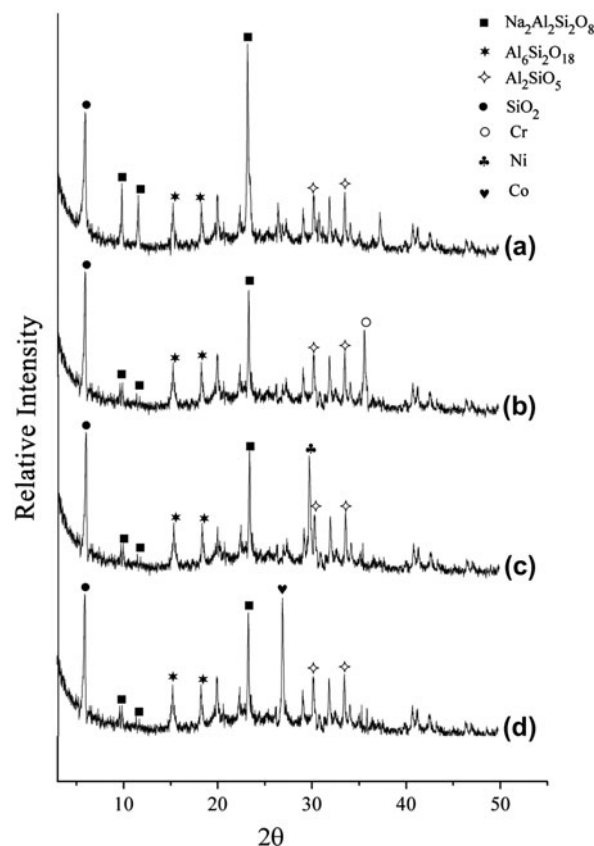 Na₂Al₂Si₂O₈
Al₆Si₂O₁₈
Al₂SiO₅
SiO₂
Cr
Ni
Co
(a)
(b)
(c)
(d)
Relative Intensity
10 20 30 40 50
2θ